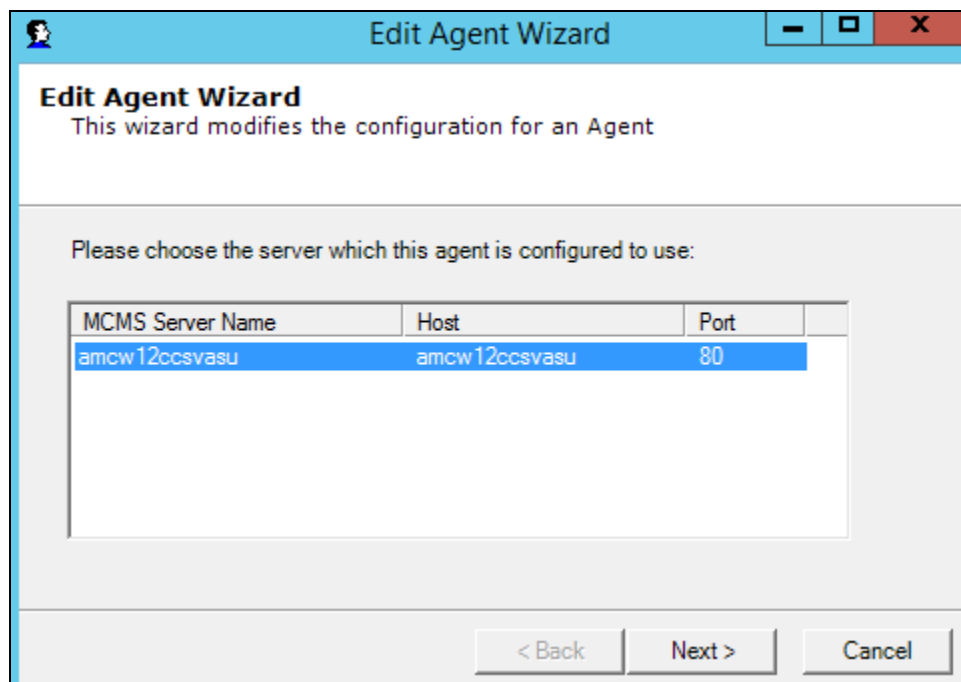 Edit Agent Wizard
Edit Agent Wizard
This wizard modifies the configuration for an Agent
Please choose the server which this agent is configured to use:
MCMS Server Name Host Port
amcw12ccsvasu amcw12ccsvasu 80
< Back Next > Cancel